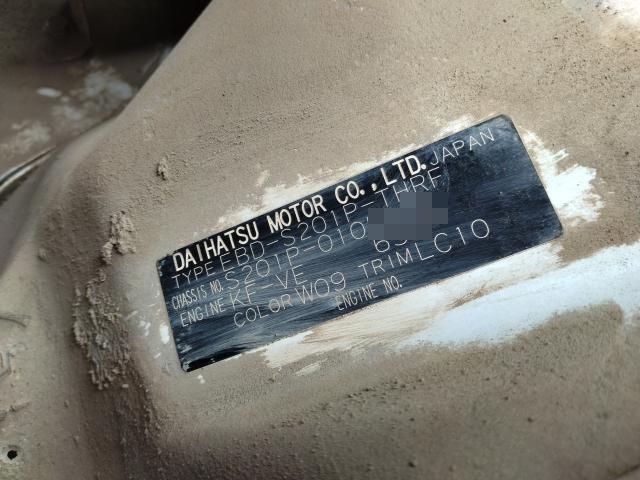 DAIHATSU MOTOR CO., LTD. JAPAN
TYPE EBD-S201P-THRF
CHASSIS NO. S201P-010
ENGINE KF-VE
COLOR W09 TRIM LC10
ENGINE NO.